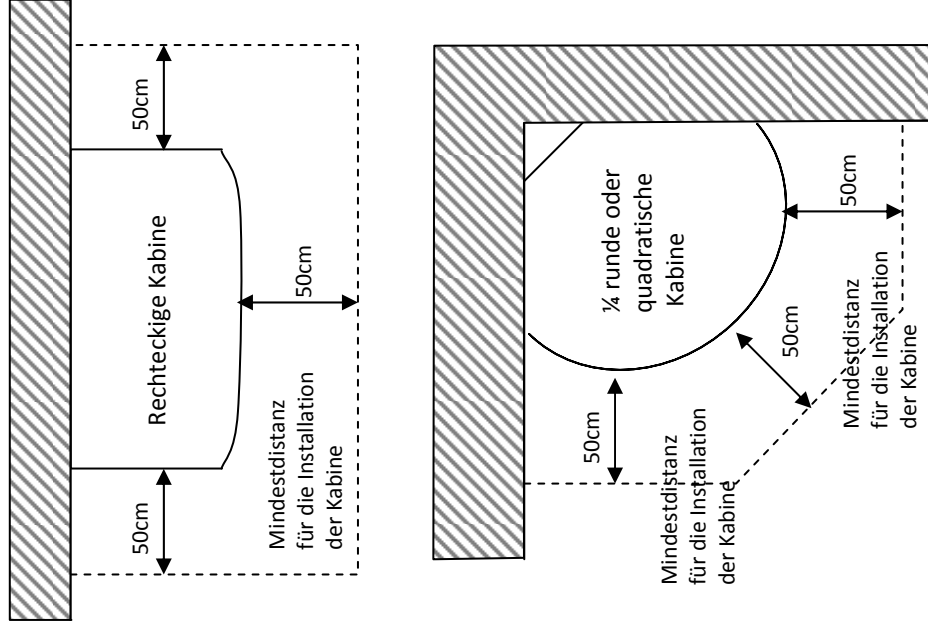 50cm
Rechteckige Kabine
50cm
50cm
Mindestdistanz
für die Installation
der Kabine
¼ runde oder
quadratische
Kabine
50cm
50cm
50cm
Mindestdistanz
für die Installation
der Kabine
Mindestdistanz
für die Installation
der Kabine